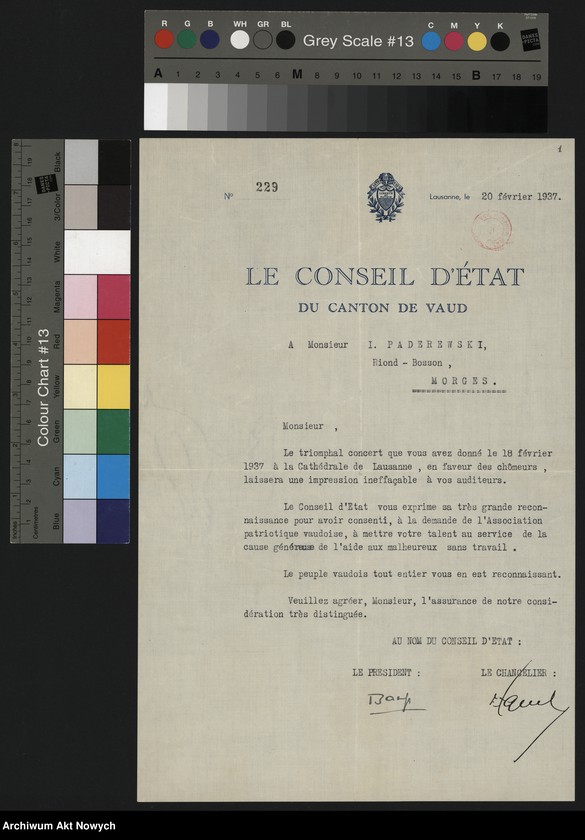 R G B WH GR BL Grey Scale #13 C M Y K
A 1 2 3 4 5 6 M 8 9 10 11 12 13 14 15 B 17 18 19
Colour Chart #13
Black
3/Color
White
Magenta
Red
Yellow
Green
Cyan
Blue
Inches
Centimetres
1
N° 229
Lausanne, le 20 février 1937.
LE CONSEIL D'ÉTAT
DU CANTON DE VAUD
A Monsieur I. PADEREWSKI,
Riond - Bosson ,
MORGES.
Monsieur ,
Le triomphal concert que vous avez donné le 18 février
1937 à la Cathédrale de Lausanne , en faveur des chômeurs ,
laissera une impression ineffaçable à vos auditeurs.
Le Conseil d'Etat vous exprime sa très grande recon-
naissance pour avoir consenti, à la demande de l'Association
patriotique vaudoise, à mettre votre talent au service de la
cause généreuse de l'aide aux malheureux sans travail .
Le peuple vaudois tout entier vous en est reconnaissant.
Veuillez agréer, Monsieur, l'assurance de notre consi-
dération très distinguée.
AU NOM DU CONSEIL D'ETAT :
LE PRESIDENT : LE CHANCELIER :
Archiwum Akt Nowych